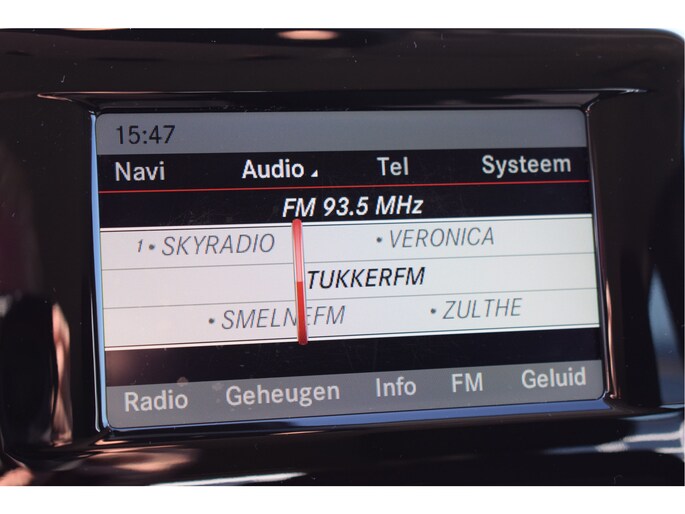 15:47
Navi Audio Tel Systeem
FM 93.5 MHz
1• SKYRADIO • VERONICA
TUKKERFM
• SMELNEFM • ZULTHE
Radio Geheugen Info FM Geluid